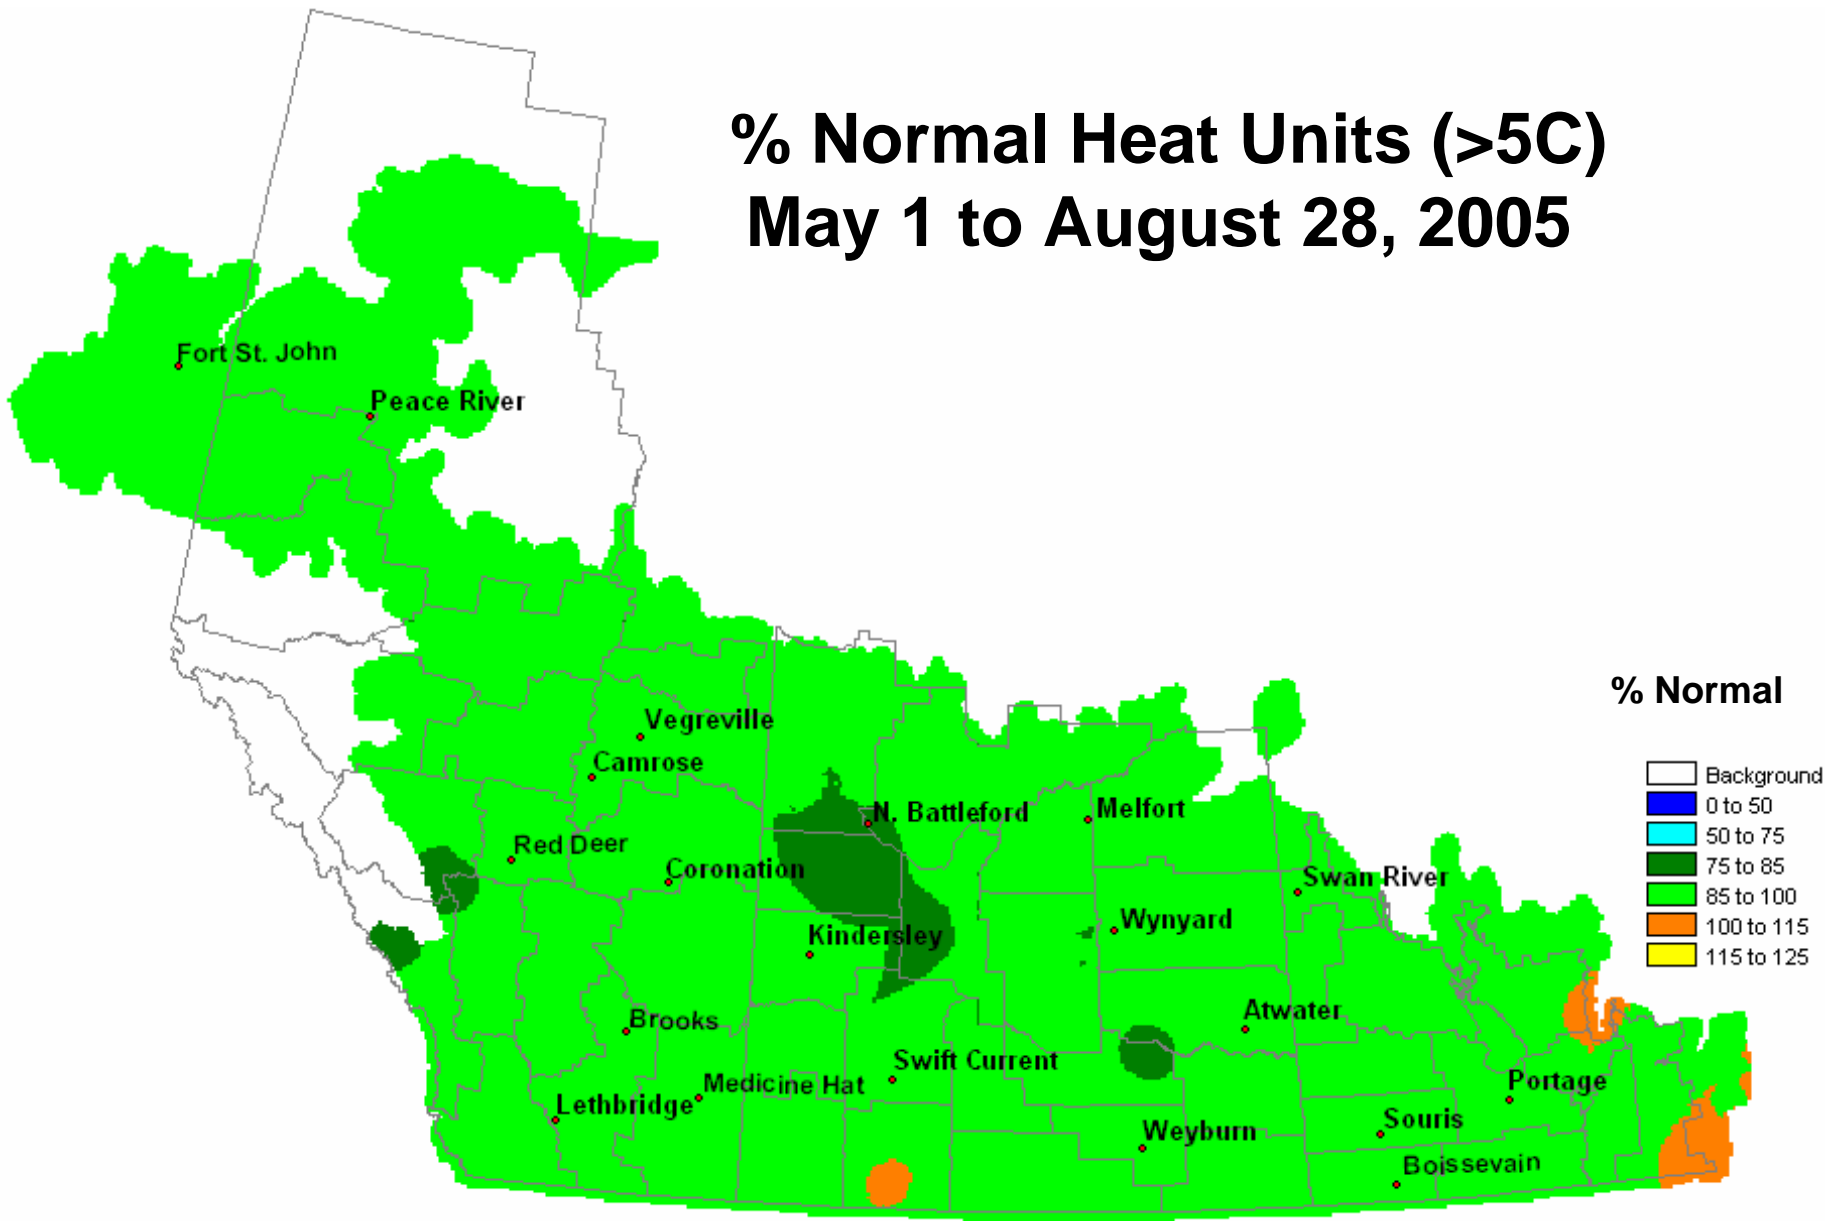 % Normal Heat Units (>5C)
May 1 to August 28, 2005
Fort St. John
Peace River
% Normal
Vegreville
Camrose
Background
0 to 50
N. Battleford
Melfort
50 to 75
Red Deer
75 to 85
Coronation
Swan River
85 to 100
Wynyard
100 to 115
Kindersley
115 to 125
Brooks
Atwater
Swift Current
Medicine Hat
Portage
Lethbridge
Souris
Weyburn
Boissevain